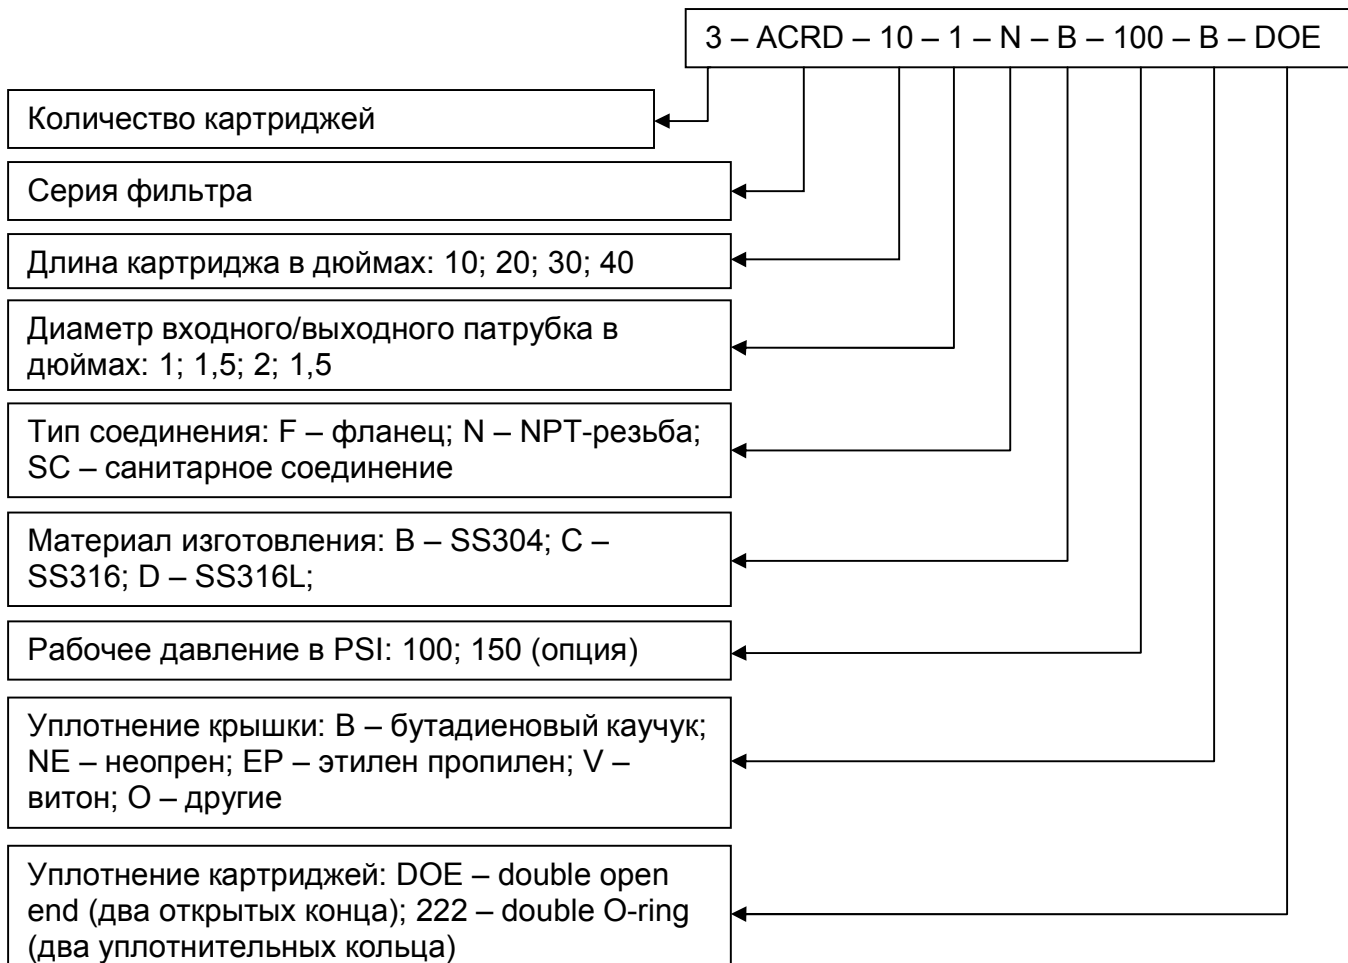 3 – ACRD – 10 – 1 – N – B – 100 – B – DOE
Количество картриджей
Серия фильтра
Длина картриджа в дюймах: 10; 20; 30; 40
Диаметр входного/выходного патрубка в
дюймах: 1; 1,5; 2; 1,5
Тип соединения: F – фланец; N – NPT-резьба;
SC – санитарное соединение
Материал изготовления: B – SS304; C –
SS316; D – SS316L;
Рабочее давление в PSI: 100; 150 (опция)
Уплотнение крышки: B – бутадиеновый каучук;
NE – неопрен; EP – этилен пропилен; V –
витон; O – другие
Уплотнение картриджей: DOE – double open
end (два открытых конца); 222 – double O-ring
(два уплотнительных кольца)